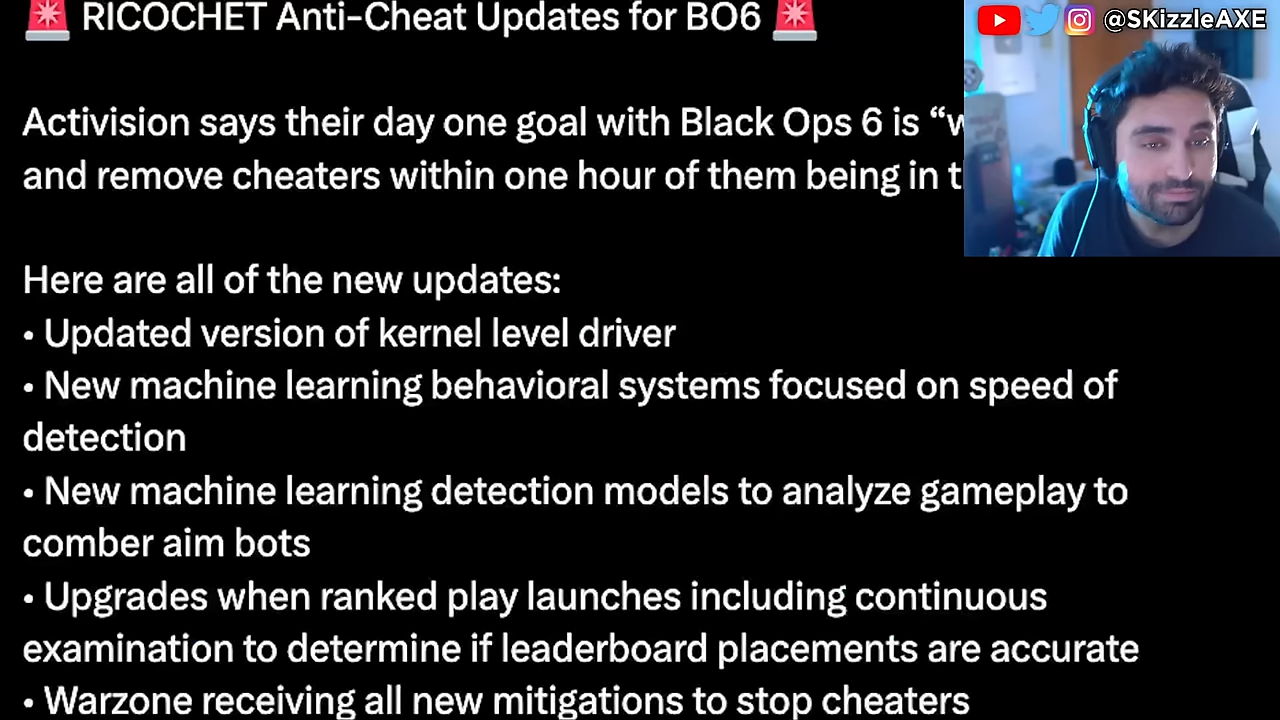 🚨 RICOCHET Anti-Cheat Updates for BO6 🚨
@SKizzleAXE
Activision says their day one goal with Black Ops 6 is “
and remove cheaters within one hour of them being in
Here are all of the new updates:
• Updated version of kernel level driver
• New machine learning behavioral systems focused on speed of
detection
• New machine learning detection models to analyze gameplay to
comber aim bots
• Upgrades when ranked play launches including continuous
examination to determine if leaderboard placements are accurate
• Warzone receiving all new mitigations to stop cheaters